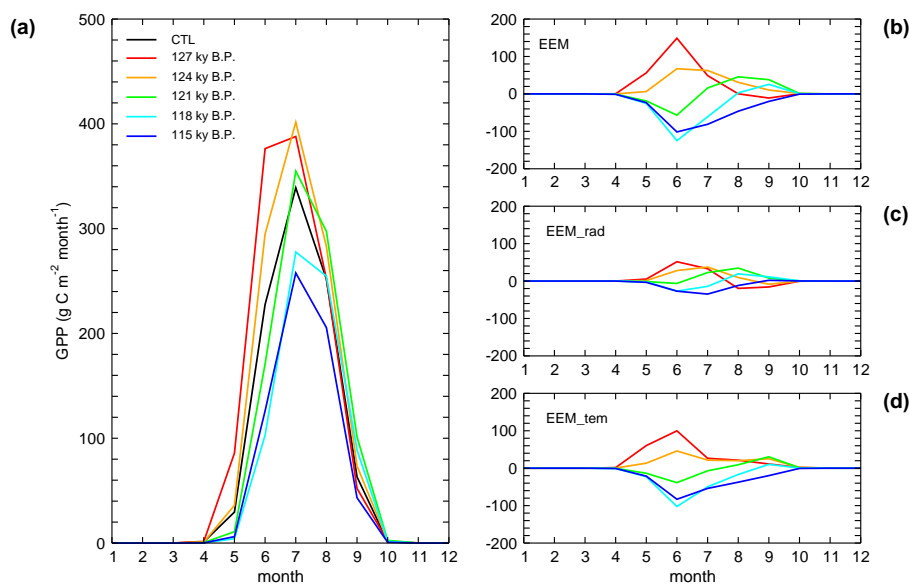 (a)
500
400
300
200
100
0
GPP (g C m⁻² month⁻¹)
CTL
127 ky B.P.
124 ky B.P.
121 ky B.P.
118 ky B.P.
115 ky B.P.
1 2 3 4 5 6 7 8 9 10 11 12
month
(b)
EEM
200
100
0
-100
-200
1 2 3 4 5 6 7 8 9 10 11 12
(c)
EEM_rad
200
100
0
-100
-200
1 2 3 4 5 6 7 8 9 10 11 12
(d)
EEM_tem
200
100
0
-100
-200
1 2 3 4 5 6 7 8 9 10 11 12
month